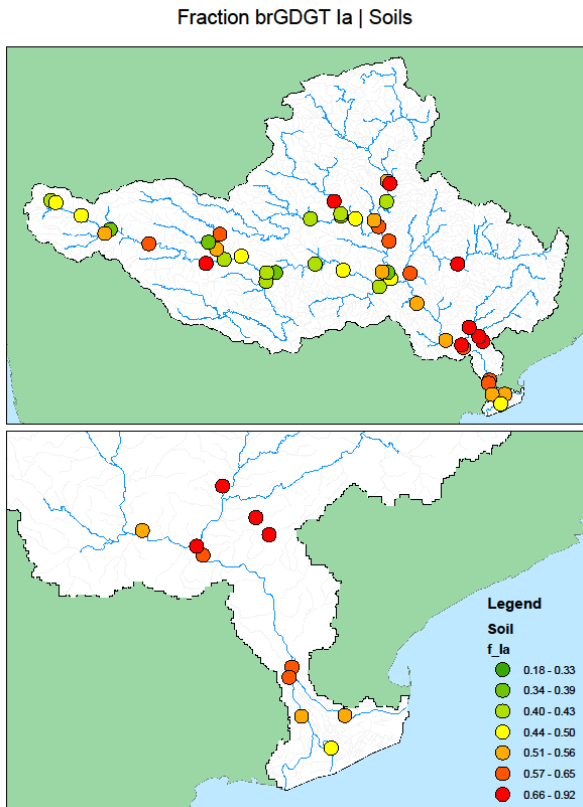 Fraction brGDGT Ia | Soils
Legend
Soil
f_Ia
0.18 - 0.33
0.34 - 0.39
0.40 - 0.43
0.44 - 0.50
0.51 - 0.56
0.57 - 0.65
0.66 - 0.92